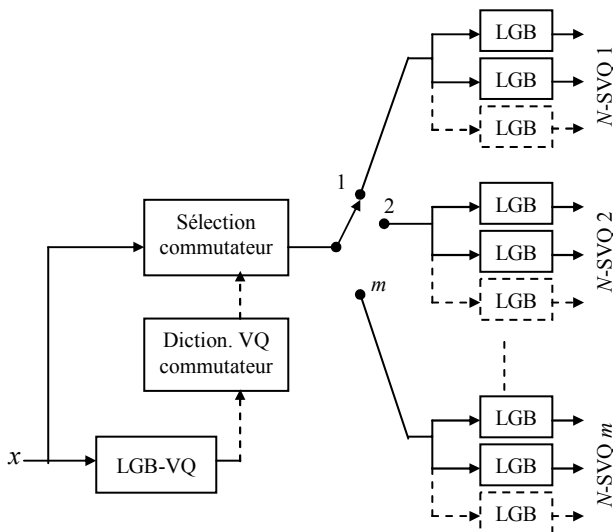 LGB
LGB
LGB
N-SVQ 1
1
2
Sélection
commutateur
LGB
LGB
LGB
N-SVQ 2
m
Diction. VQ
commutateur
x
LGB-VQ
LGB
LGB
LGB
N-SVQ m